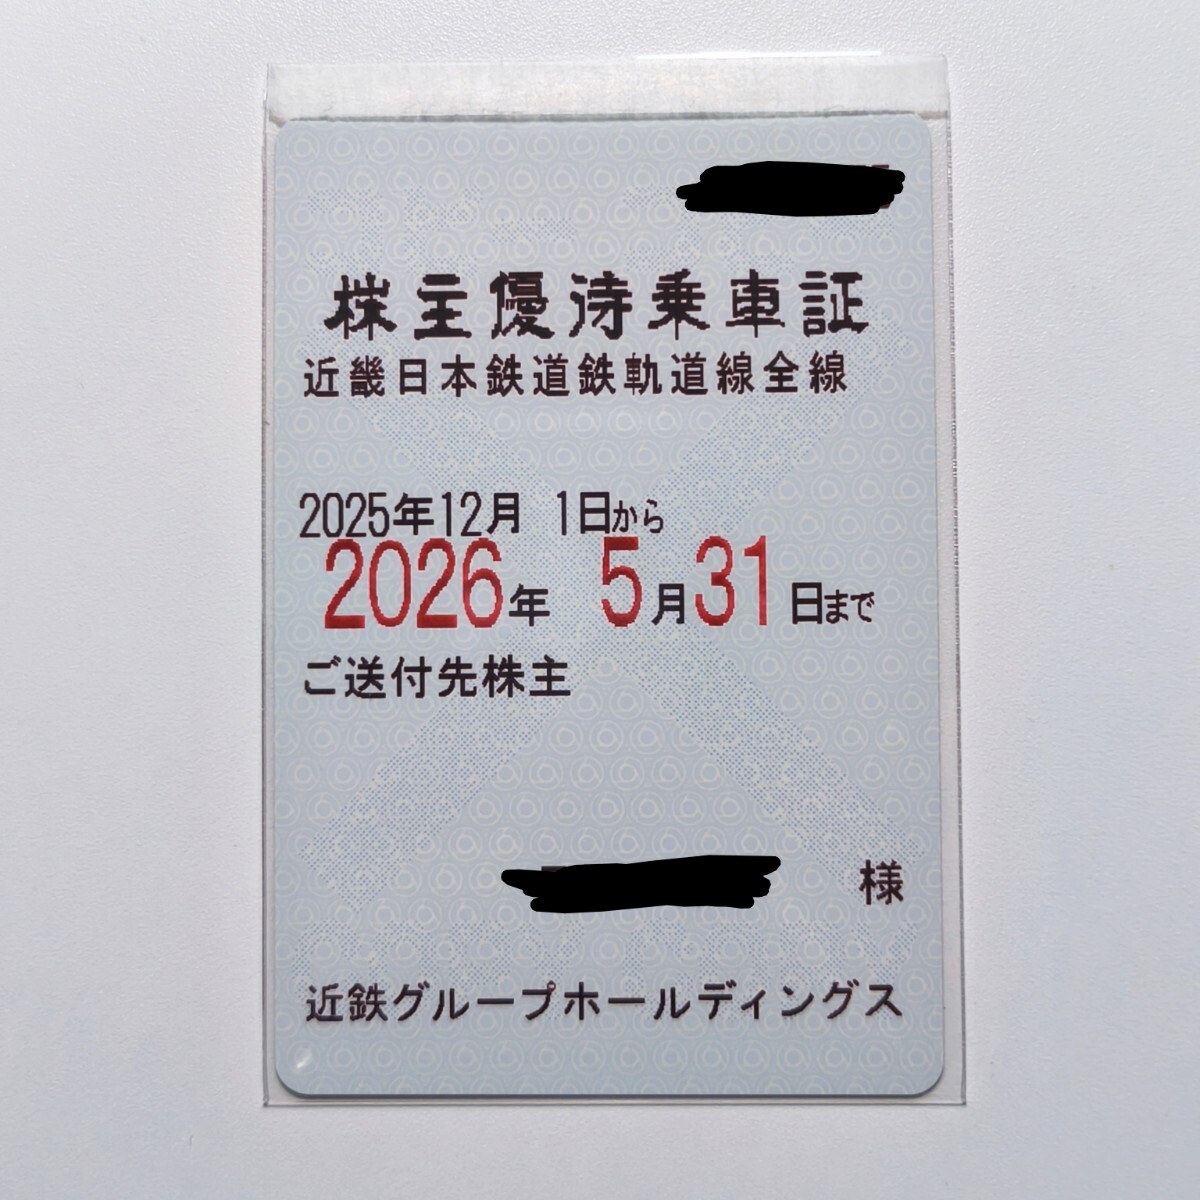 株主優待乗車証
近畿日本鉄道鉄軌道線全線
2025年12月 1日から
2026年 5月31日まで
ご送付先株主
様
近鉄グループホールディングス